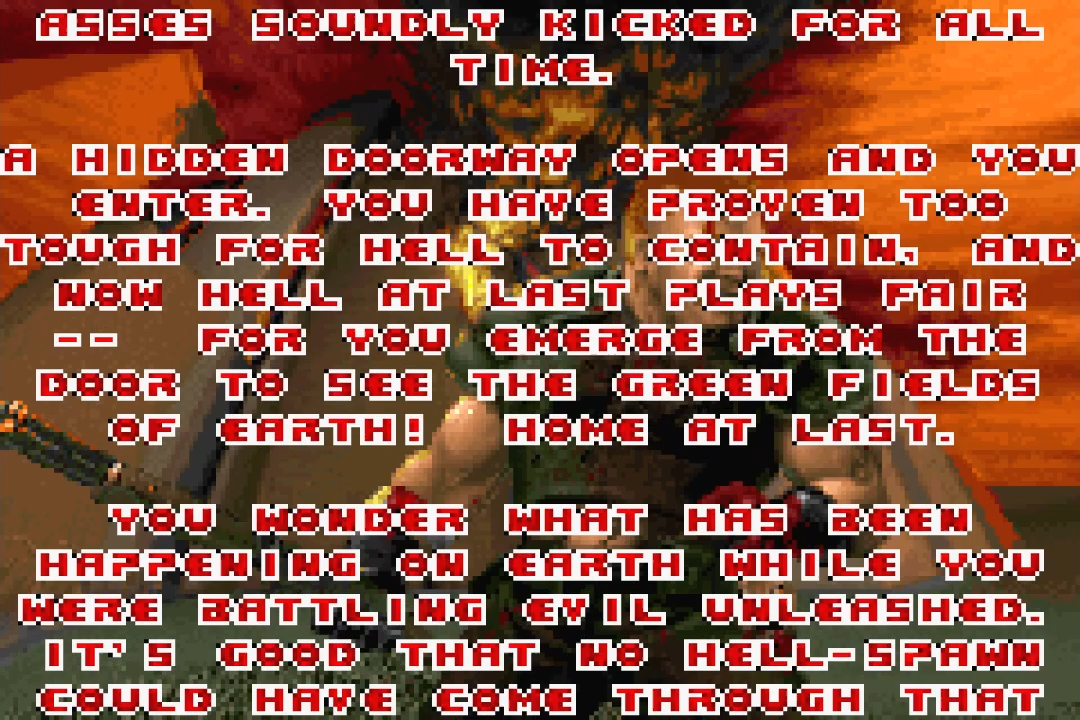 ASSES SOUNDLY KICKED FOR ALL
TIME.
A HIDDEN DOORWAY OPENS AND YOU
ENTER. YOU HAVE PROVEN TOO
TOUGH FOR HELL TO CONTAIN, AND
NOW HELL AT LAST PLAYS FAIR
-- FOR YOU EMERGE FROM THE
DOOR TO SEE THE GREEN FIELDS
OF EARTH! HOME AT LAST.
YOU WONDER WHAT HAS BEEN
HAPPENING ON EARTH WHILE YOU
WERE BATTLING EVIL UNLEASHED.
IT'S GOOD THAT NO HELL-SPAWN
COULD HAVE COME THROUGH THAT